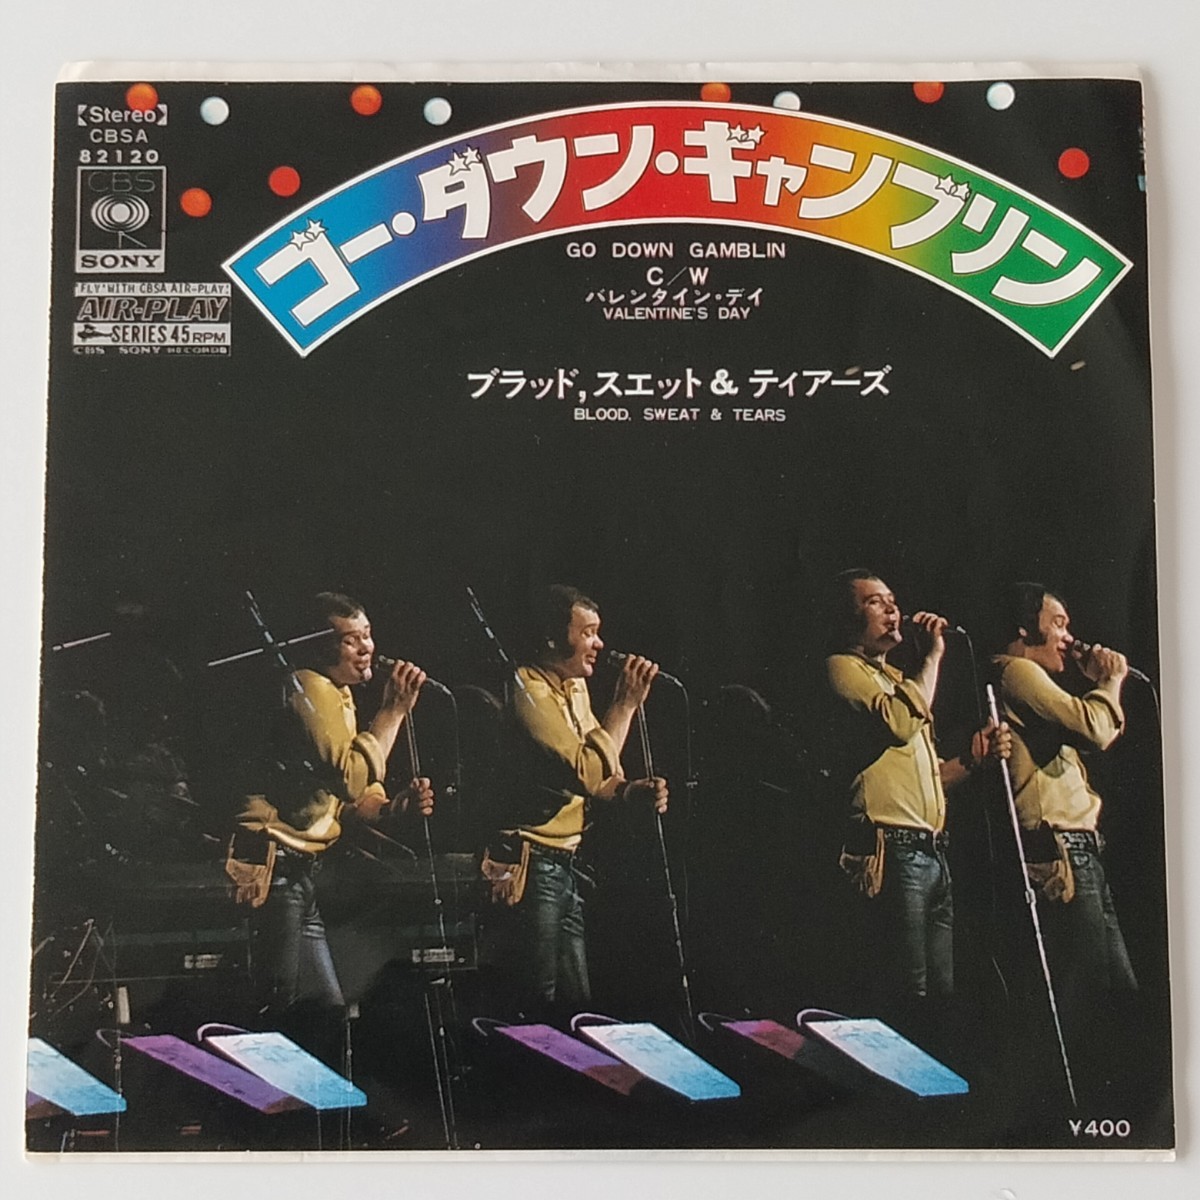 【Stereo】
CBSA
82120
CBS
SONY
"FLY" WITH CBSA AIR-PLAY!
AIR-PLAY
SERIES 45 RPM
CBS SONY RECORDS
ゴー・ダウン・ギャンブリン
GO DOWN GAMBLIN
C/W
バレンタイン・デイ
VALENTINE'S DAY
ブラッド,スエット&ティアーズ
BLOOD, SWEAT & TEARS
¥400